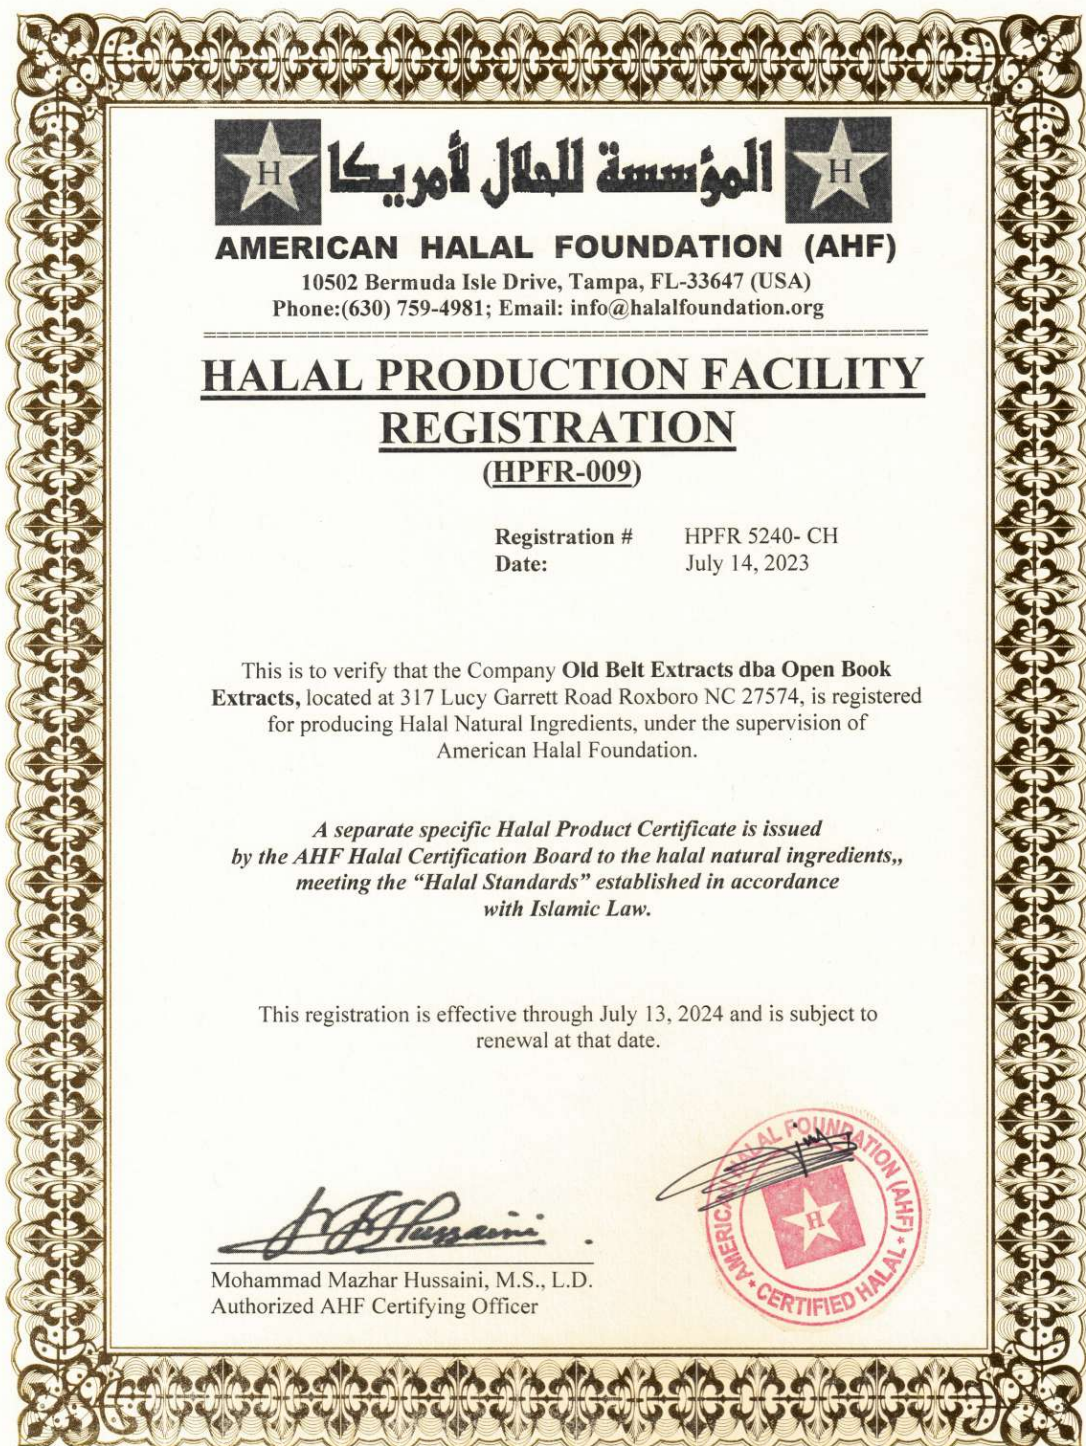 H المؤسسة للحلال لأمريكا H
AMERICAN HALAL FOUNDATION (AHF)
10502 Bermuda Isle Drive, Tampa, FL-33647 (USA)
Phone:(630) 759-4981; Email: info@halalfoundation.org
HALAL PRODUCTION FACILITY
REGISTRATION
(HPFR-009)
Registration # HPFR 5240- CH
Date: July 14, 2023
This is to verify that the Company Old Belt Extracts dba Open Book
Extracts, located at 317 Lucy Garrett Road Roxboro NC 27574, is registered
for producing Halal Natural Ingredients, under the supervision of
American Halal Foundation.
A separate specific Halal Product Certificate is issued
by the AHF Halal Certification Board to the halal natural ingredients,,
meeting the “Halal Standards” established in accordance
with Islamic Law.
This registration is effective through July 13, 2024 and is subject to
renewal at that date.
Hussaini
Mohammad Mazhar Hussaini, M.S., L.D.
Authorized AHF Certifying Officer
AMERICAN HALAL FOUNDATION (AHF)
H
CERTIFIED HALAL